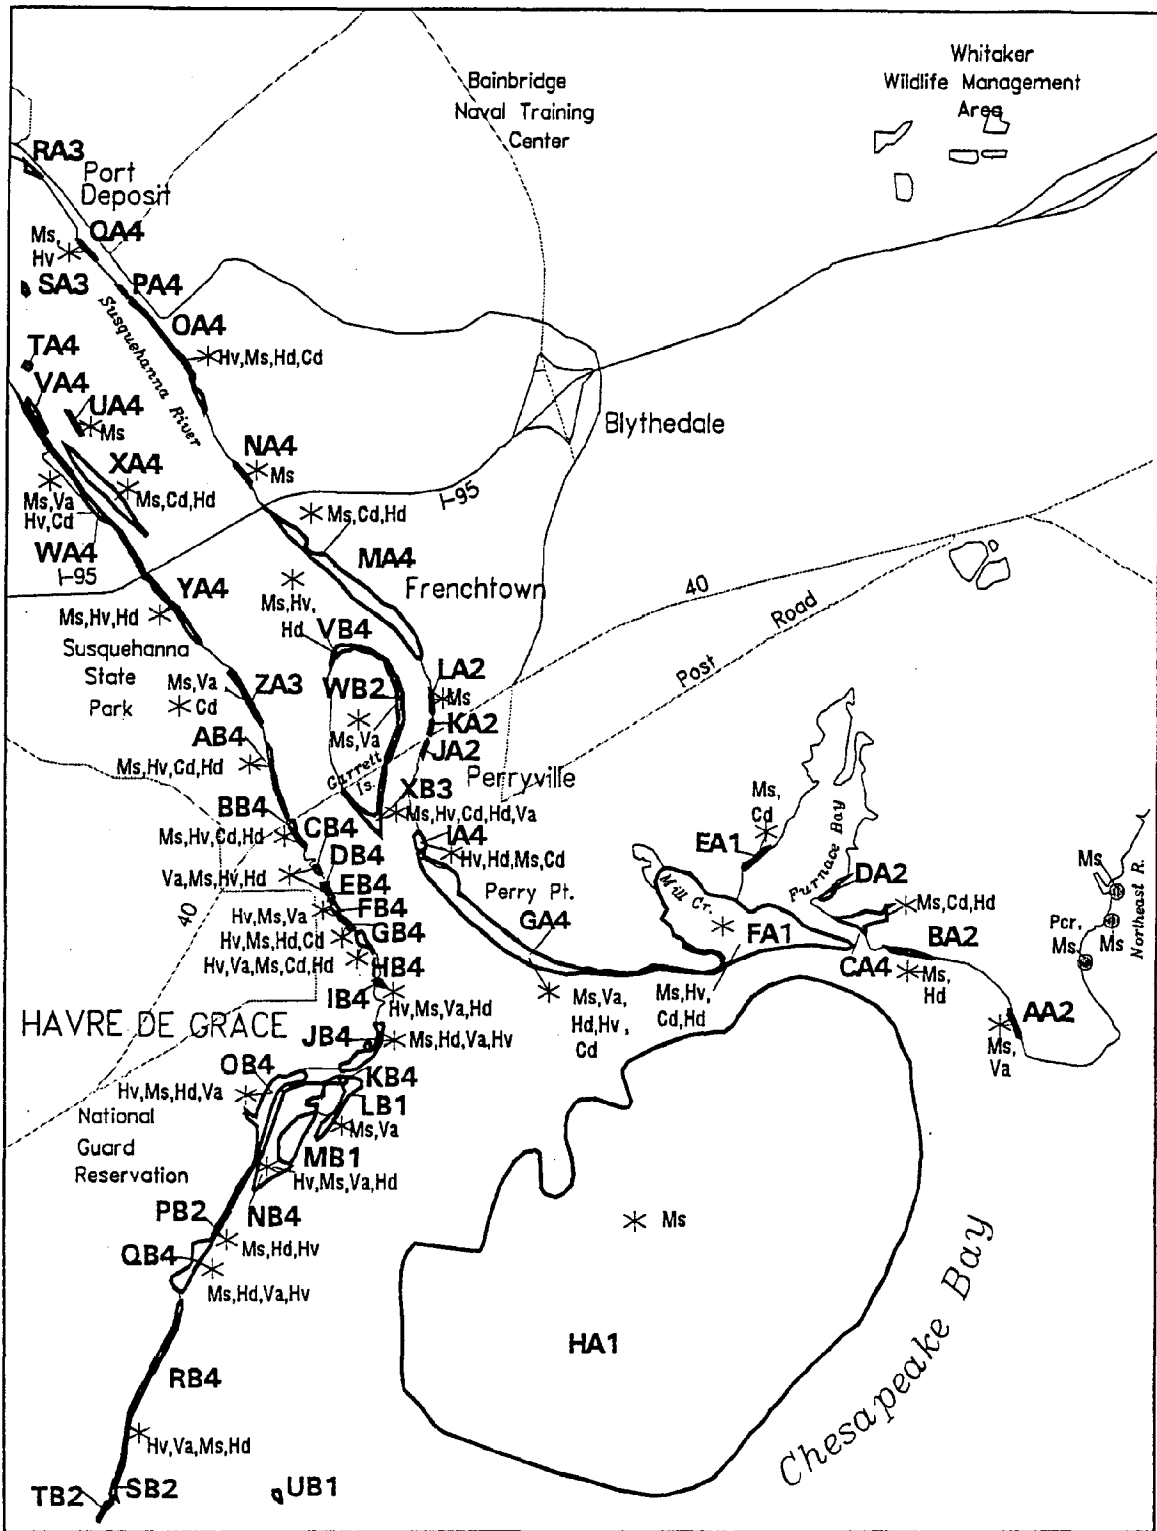 Whitaker
Wildlife Management
Area
Bainbridge
Naval Training
Center
RA3
Port
Deposit
QA4
Ms,
Hv
SA3
PA4
Susquehanna River
OA4
Hv,Ms,Hd,Cd
TA4
VA4
UA4
Ms
Blythedale
NA4
Ms
XA4
Ms,Cd,Hd
Ms,Va
Hv,Cd
I-95
Ms,Cd,Hd
WA4
I-95
MA4
YA4
Frenchtown
40
Ms,Hv,
Hd
Ms,Hv,Hd
Road
Post
VB4
Susquehanna
State
Park
LA2
Ms
Ms,Va
Cd
ZA3
WB2
Ms,Va
KA2
AB4
JA2
Ms,Hv,Cd,Hd
Garrett
Is.
Perryville
XB3
Ms,Hv,Cd,Hd,Va
Ms,
Cd
BB4
Ms,Hv,Cd,Hd
CB4
IA4
Hv,Hd,Ms,Cd
EA1
Furnace Bay
DB4
Va,Ms,Hv,Hd
EB4
Perry Pt.
Mill Cr.
DA2
Ms
Ms,Cd,Hd
40
FB4
Hv,Ms,Va
GA4
FA1
Pcr,
Ms
Ms
Northeast R.
GB4
Hv,Ms,Hd,Cd
BA2
Hv,Va,Ms,Cd,Hd
HB4
CA4
Ms,
Hd
IB4
Hv,Ms,Va,Hd
Ms,Va,
Hd,Hv,
Cd
Ms,Hv,
Cd,Hd
AA2
HAVRE DE GRACE
JB4
Ms,Hd,Va,Hv
Ms,
Va
OB4
KB4
Hv,Ms,Hd,Va
LB1
National
Guard
Reservation
Ms,Va
MB1
Hv,Ms,Va,Hd
PB2
NB4
Ms
Ms,Hd,Hv
QB4
Ms,Hd,Va,Hv
Chesapeake Bay
HA1
RB4
Hv,Va,Ms,Hd
TB2
SB2
UB1